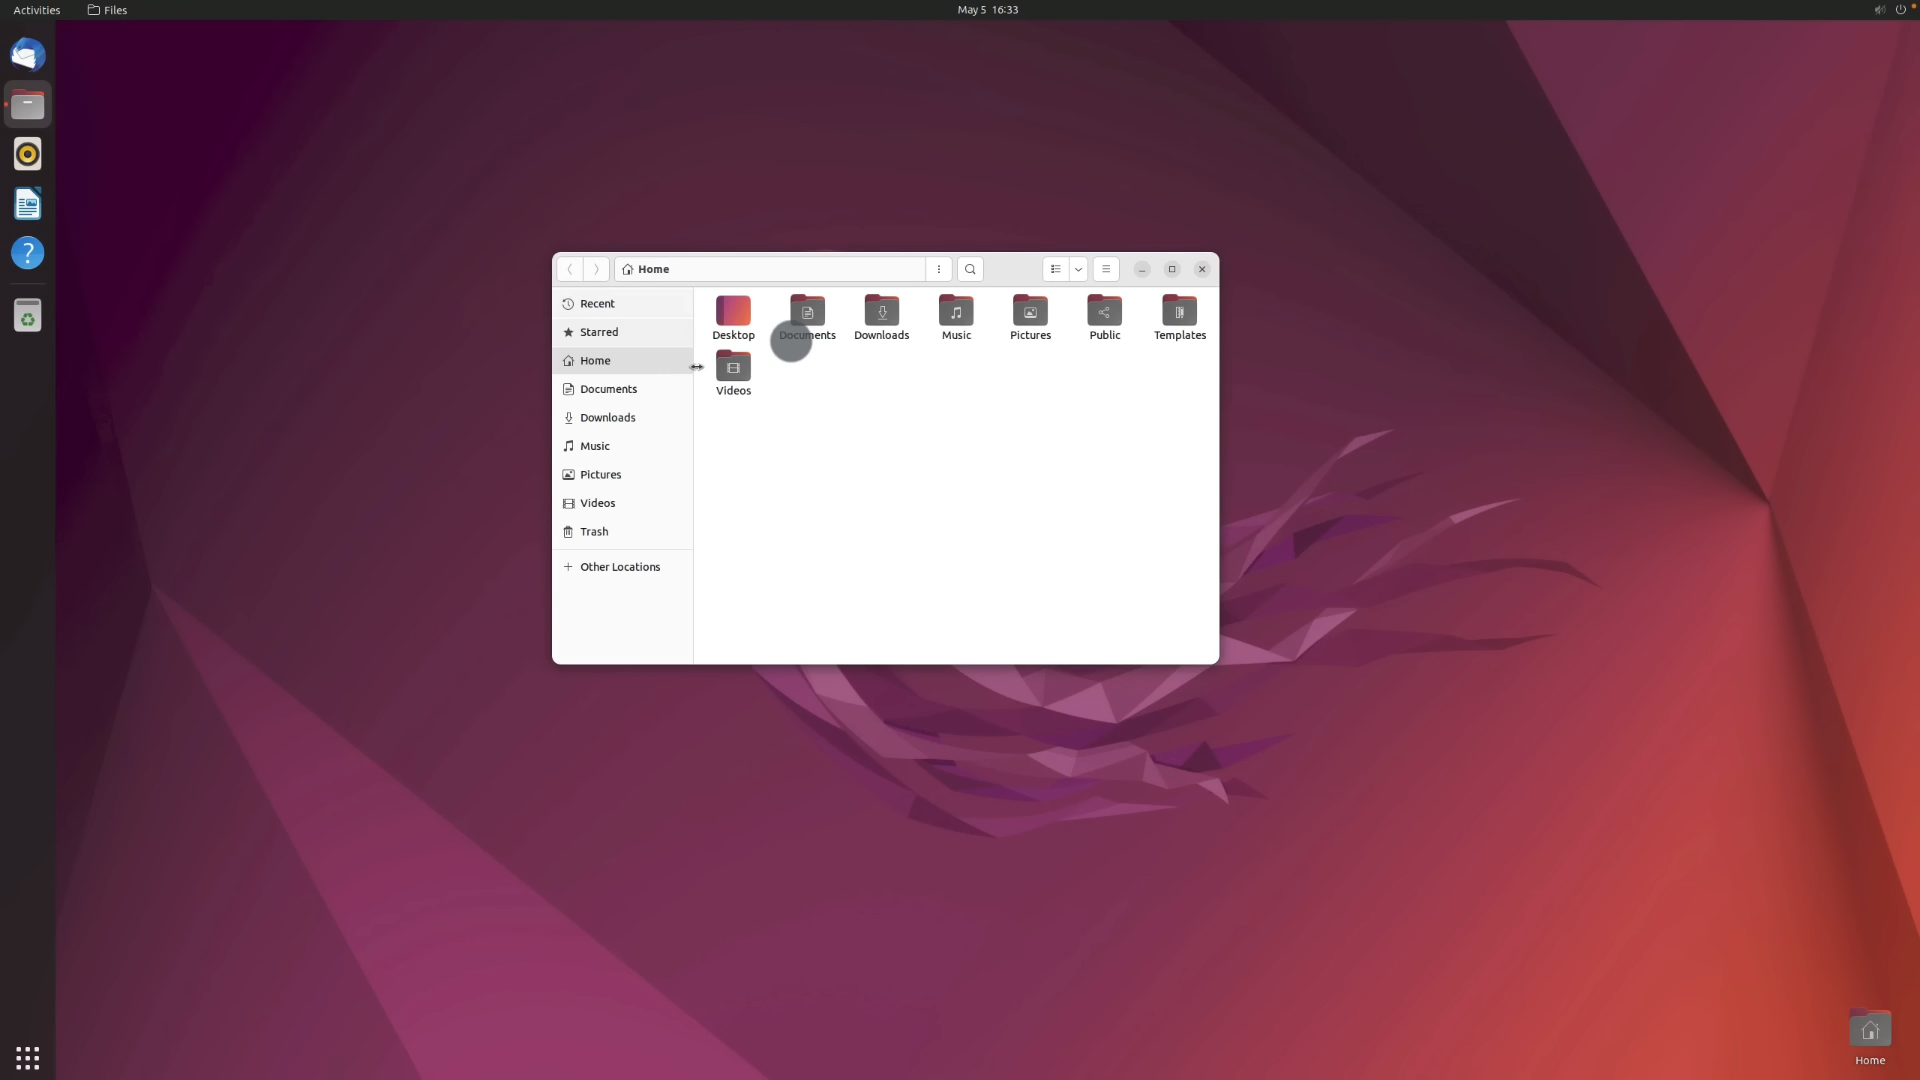 Activities Files May 5 16:33
Home
Recent
Starred
Home
Documents
Downloads
Music
Pictures
Videos
Trash
Other Locations
Desktop Documents Downloads Music Pictures Public Templates
Videos
Home